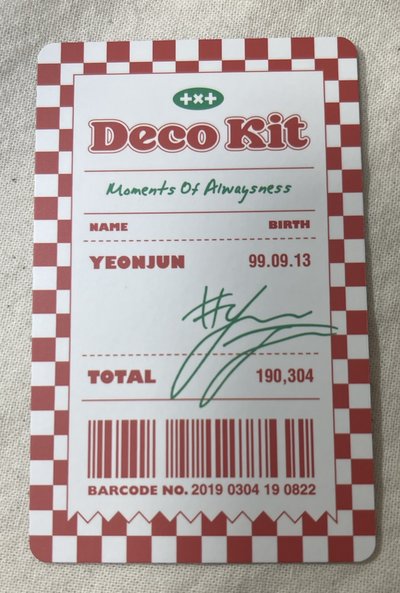 +×+
Deco Kit
Moments Of Alwaysness
NAME BIRTH
YEONJUN 99.09.13
TOTAL 190,304
BARCODE NO. 2019 0304 19 0822